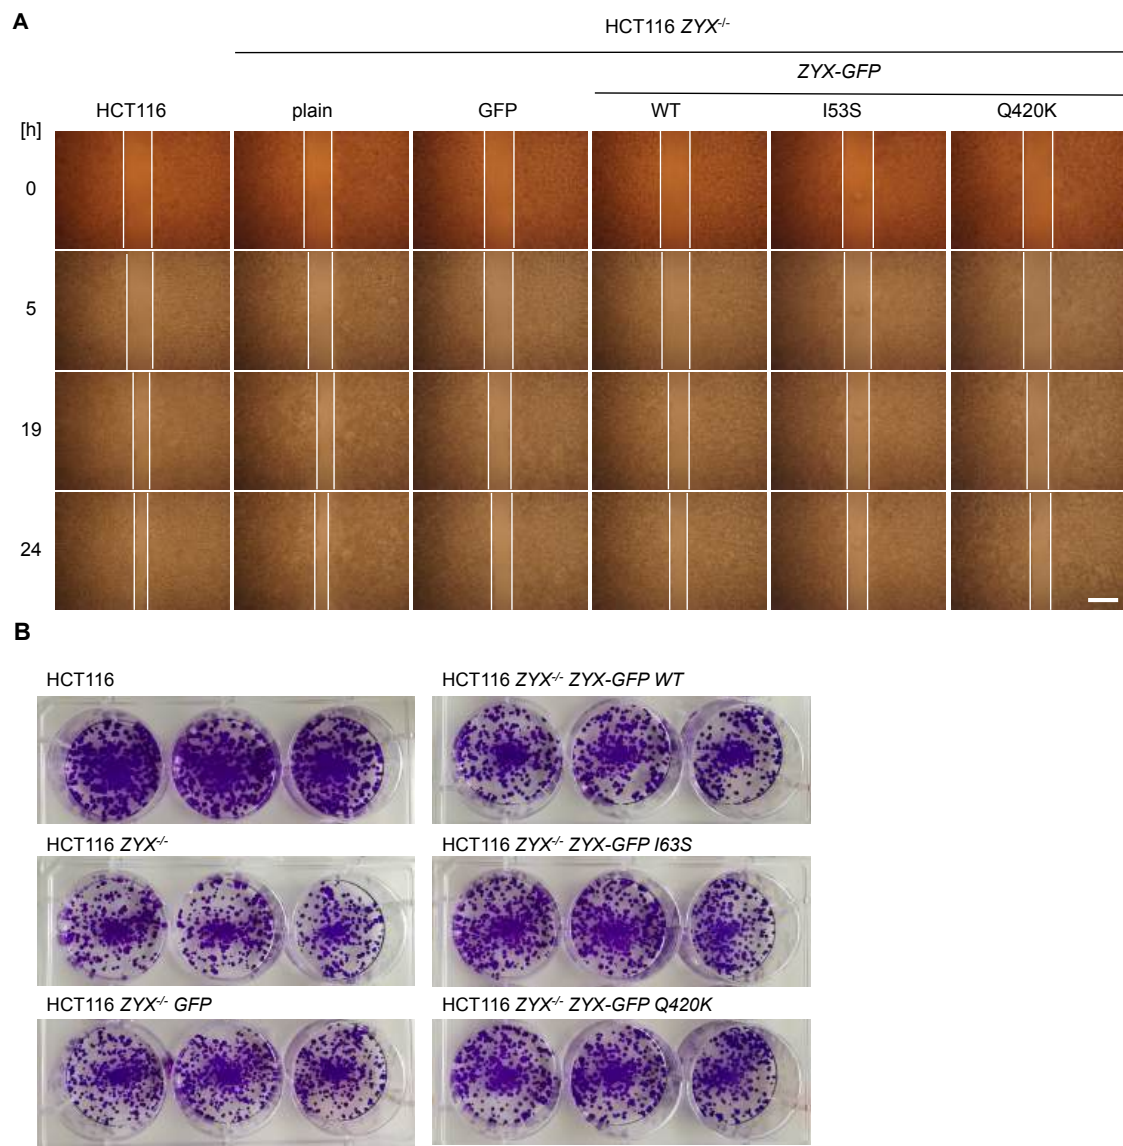 A
HCT116 ZYX-/-
ZYX-GFP
HCT116 plain GFP WT I53S Q420K
[h]
0
5
19
24
B
HCT116
HCT116 ZYX-/- ZYX-GFP WT
HCT116 ZYX-/-
HCT116 ZYX-/- ZYX-GFP I63S
HCT116 ZYX-/- GFP
HCT116 ZYX-/- ZYX-GFP Q420K